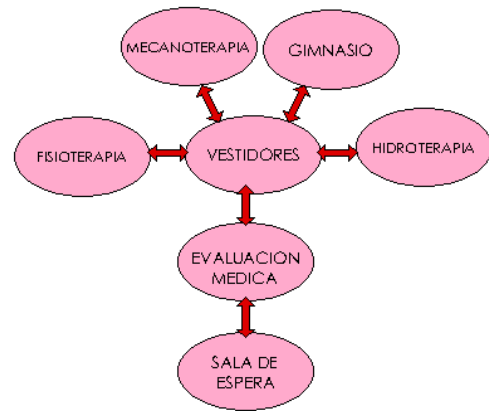 MECANOTERAPIA
GIMNASIO
FISIOTERAPIA
VESTIDORES
HIDROTERAPIA
EVALUACION
MEDICA
SALA DE
ESPERA